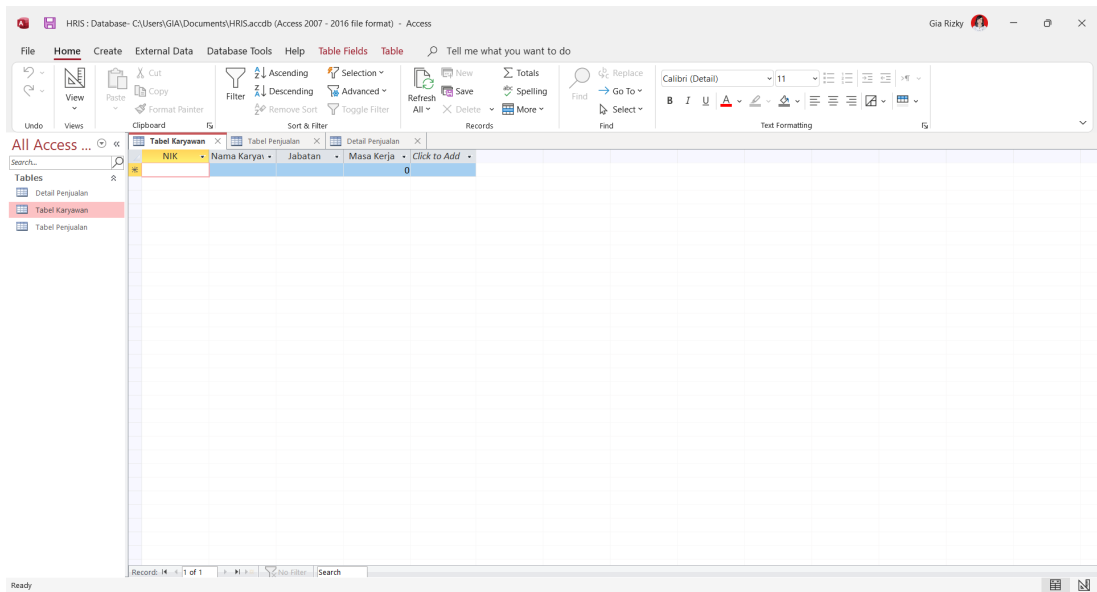 HRIS : Database- C:\Users\GIA\Documents\HRIS.accdb (Access 2007 - 2016 file format) - Access
Gia Rizky
File Home Create External Data Database Tools Help Table Fields Table Tell me what you want to do
View
Paste
Cut
Copy
Format Painter
Filter
Ascending
Descending
Remove Sort
Selection
Advanced
Toggle Filter
Refresh All
New
Save
Delete
Totals
Spelling
More
Find
Replace
Go To
Select
Calibri (Detail) 11
B I U A
Undo Views Clipboard Sort & Filter Records Find Text Formatting
All Access ...
Search...
Tables
Detail Penjualan
Tabel Karyawan
Tabel Penjualan
Tabel Karyawan Tabel Penjualan Detail Penjualan
NIK Nama Karyav Jabatan Masa Kerja Click to Add
0
Record: 1 of 1 No Filter Search
Ready